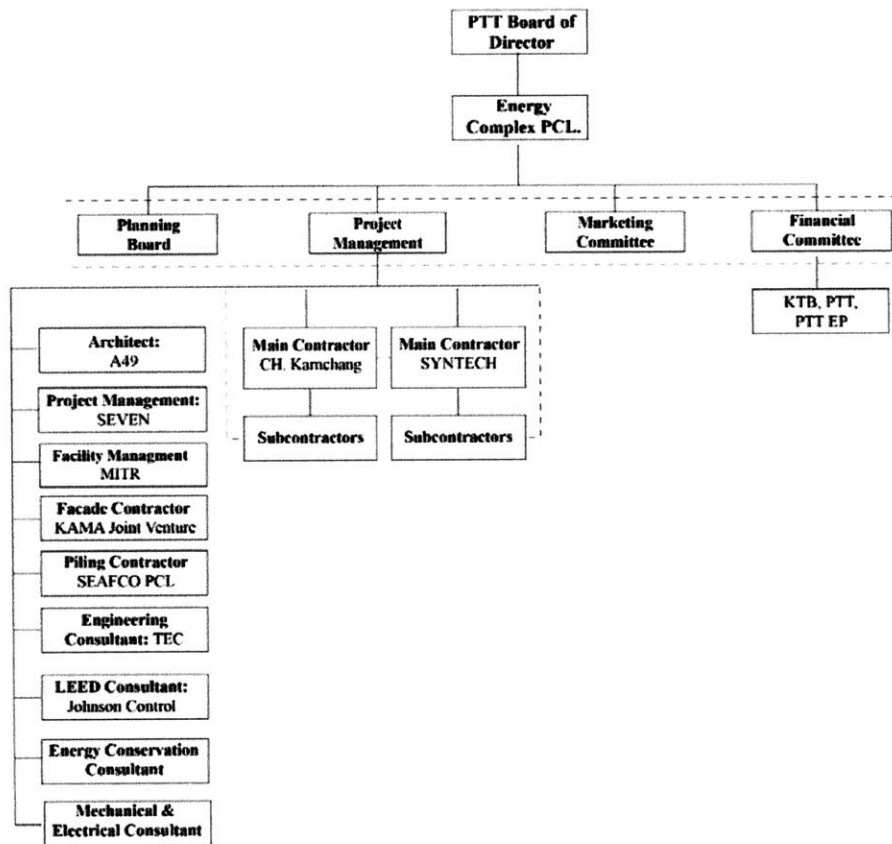 PTT Board of
Director
Energy
Complex PCL.
Planning
Board
Project
Management
Marketing
Committee
Financial
Committee
KTB, PTT,
PTT EP
Architect:
A49
Project Management:
SEVEN
Facility Managment
MITR
Facade Contractor
KAMA Joint Venture
Piling Contractor
SEAFCO PCL
Engineering
Consultant: TEC
LEED Consultant:
Johnson Control
Energy Conservation
Consultant
Mechanical &
Electrical Consultant
Main Contractor
CH. Kamchang
Subcontractors
Main Contractor
SYNTECH
Subcontractors